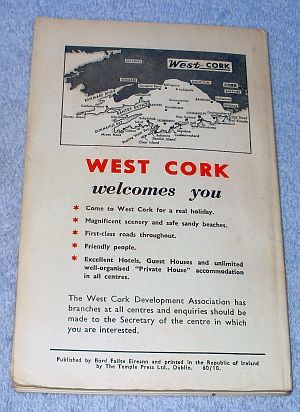 West CORK
CORK
WEST CORK
welcomes you
★ Come to West Cork for a real holiday.
★ Magnificent scenery and safe sandy beaches.
★ First-class roads throughout.
★ Friendly people.
★ Excellent Hotels, Guest Houses and unlimited
well-organised "Private House" accommodation
in all centres.
The West Cork Development Association has
branches at all centres and enquiries should be
made to the Secretary of the centre in which
you are interested.
Published by Bord Failte Eireann and printed in the Republic of Ireland
by The Temple Press Ltd., Dublin. 60/10.